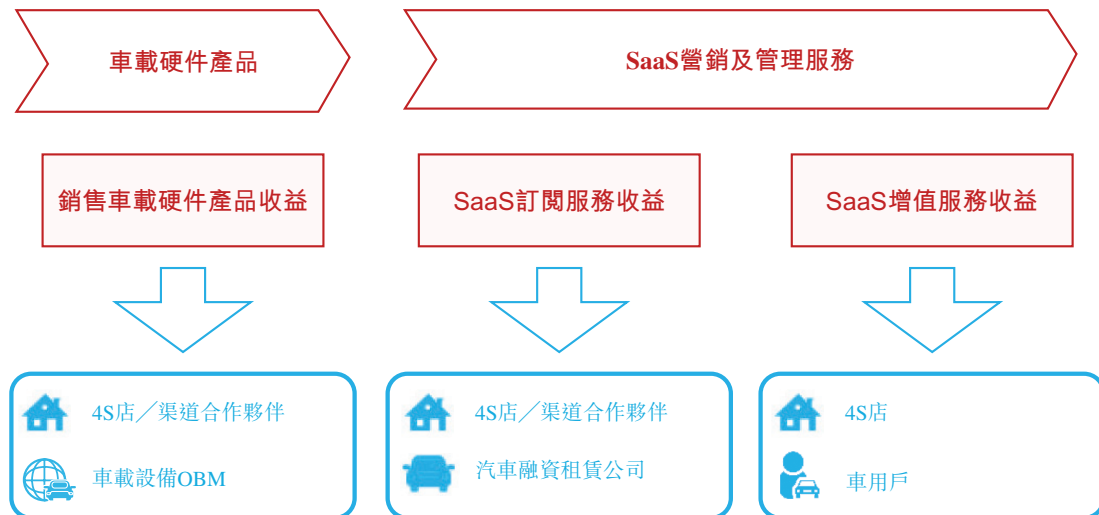 車載硬件產品
SaaS營銷及管理服務
銷售車載硬件產品收益
SaaS訂閱服務收益
SaaS增值服務收益
4S店／渠道合作夥伴
車載設備OBM
4S店／渠道合作夥伴
汽車融資租賃公司
4S店
車用戶